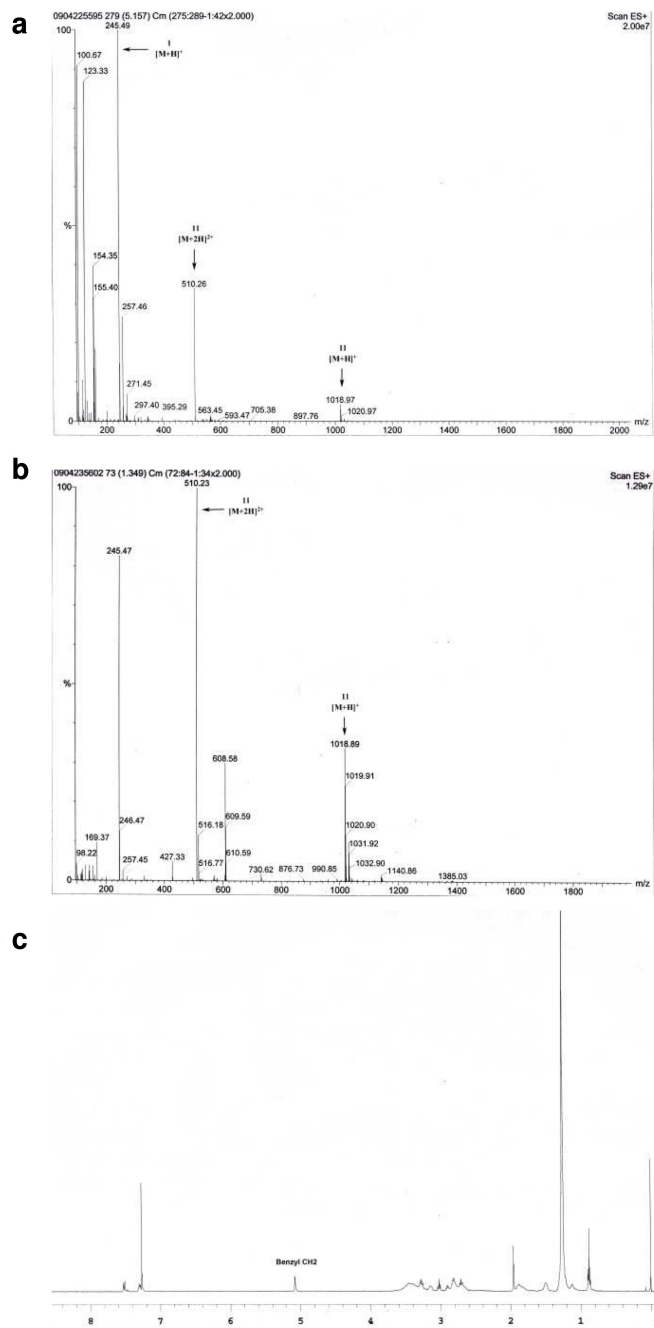 a
0904225595 279 (5.157) Cm (275:289-1:42x2.000)
Scan ES+
2.00e7
100
245.49
1
[M+H]+
100.67
123.33
%
11
[M+2H]2+
154.35
510.26
155.40
257.46
11
[M+H]+
271.45
1018.97
297.40
395.29
563.45
593.47
705.38
897.76
1020.97
0
m/z
200 400 600 800 1000 1200 1400 1600 1800 2000
b
0904235602 73 (1.349) Cm (72:84-1:34x2.000)
Scan ES+
1.29e7
100
510.23
11
[M+2H]2+
245.47
%
11
[M+H]+
1018.89
608.58
1019.91
246.47
609.59
516.18
1020.90
169.37
1031.92
98.22
257.45
427.33
516.77
610.59
730.62
876.73
990.85
1032.90
1140.86
1385.03
0
m/z
200 400 600 800 1000 1200 1400 1600 1800
c
Benzyl CH2
8 7 6 5 4 3 2 1